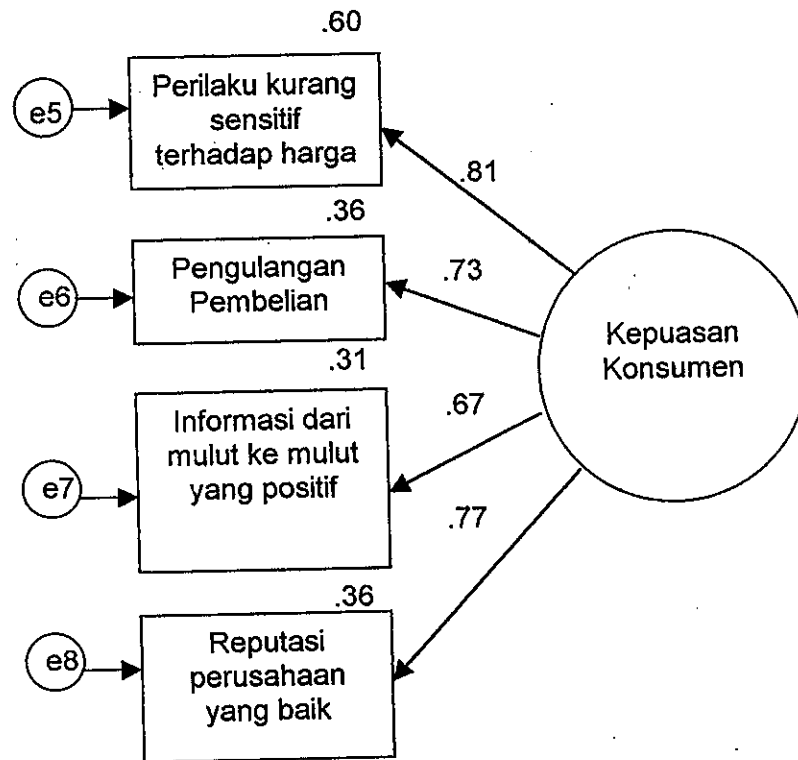 .60
e5
Perilaku kurang
sensitif
terhadap harga
.81
.36
e6
Pengulangan
Pembelian
.73
Kepuasan
Konsumen
.31
e7
Informasi dari
mulut ke mulut
yang positif
.67
.77
.36
e8
Reputasi
perusahaan
yang baik